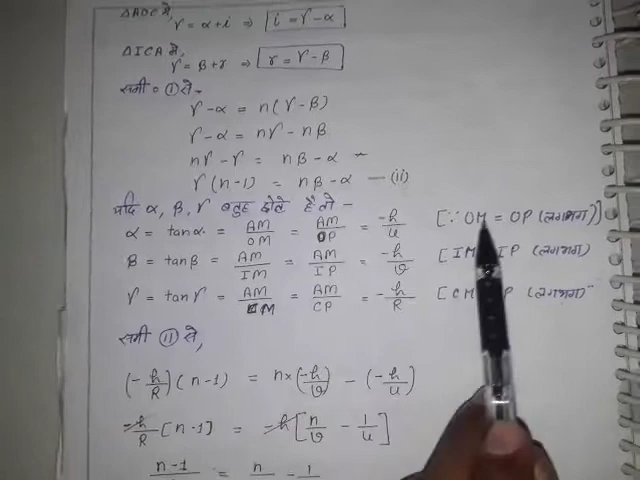 ΔAOC में,
γ = α + i ⇒ i = γ - α
ΔICA में,
γ = β + r ⇒ r = γ - β
समी० ① से -
γ - α = n(γ - β)
γ - α = nγ - nβ
nγ - γ = nβ - α
γ(n-1) = nβ - α — (ii)
यदि α, β, γ बहुत छोटे है तो -
α = tanα = AM/OM = AM/OP = -h/u [∵ OM = OP (लगभग)]
β = tanβ = AM/IM = AM/IP = -h/v [IM IP (लगभग)
γ = tanγ = AM/CM = AM/CP = -h/R [CM P (लगभग)
समी ⑪ से,
(-h/R)(n-1) = n×(-h/v) - (-h/u)
-h/R [n-1] = -h[n/v - 1/u]
n-1 = n - 1